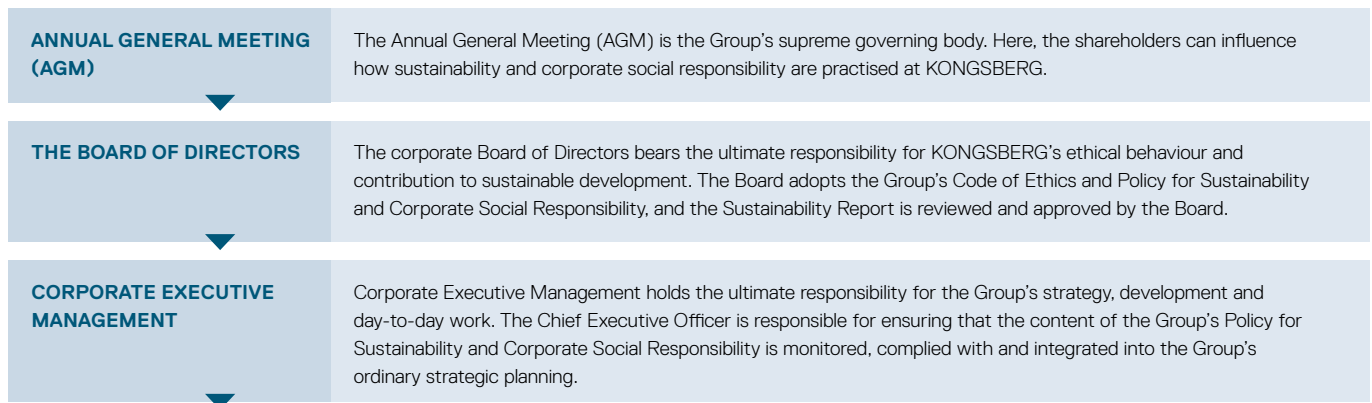 ANNUAL GENERAL MEETING
(AGM)
The Annual General Meeting (AGM) is the Group’s supreme governing body. Here, the shareholders can influence
how sustainability and corporate social responsibility are practised at KONGSBERG.
THE BOARD OF DIRECTORS
The corporate Board of Directors bears the ultimate responsibility for KONGSBERG’s ethical behaviour and
contribution to sustainable development. The Board adopts the Group’s Code of Ethics and Policy for Sustainability
and Corporate Social Responsibility, and the Sustainability Report is reviewed and approved by the Board.
CORPORATE EXECUTIVE
MANAGEMENT
Corporate Executive Management holds the ultimate responsibility for the Group’s strategy, development and
day-to-day work. The Chief Executive Officer is responsible for ensuring that the content of the Group’s Policy for
Sustainability and Corporate Social Responsibility is monitored, complied with and integrated into the Group’s
ordinary strategic planning.